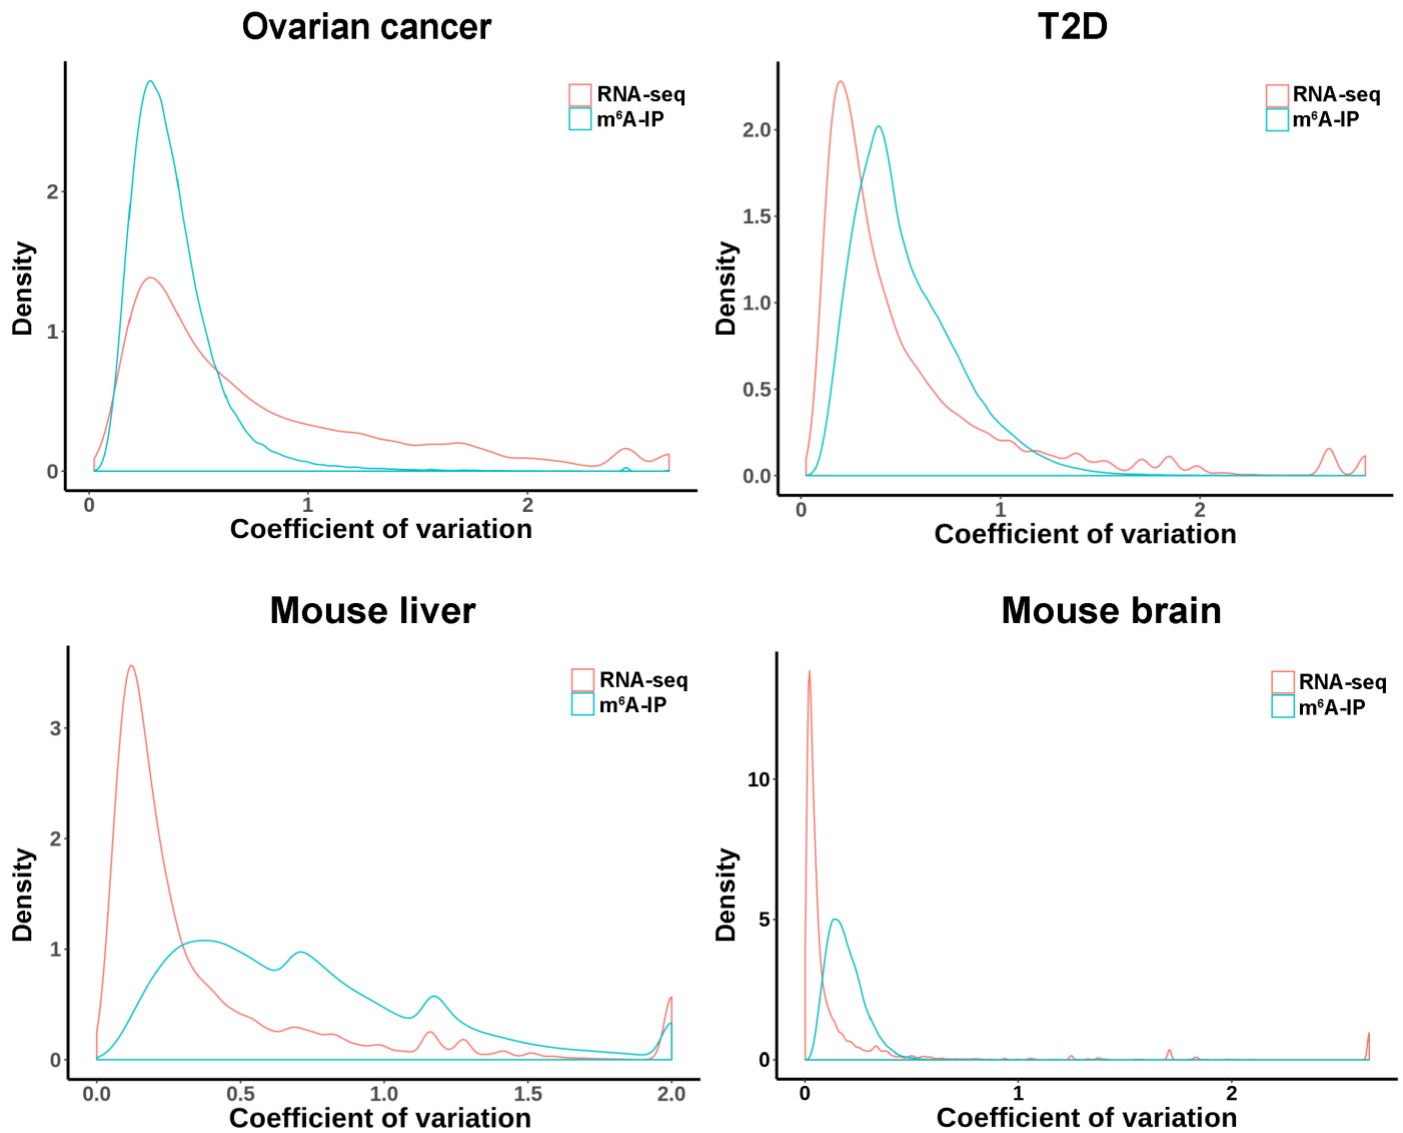 Ovarian cancer
RNA-seq
m⁶A-IP
Density
2
1
0
0 1 2
Coefficient of variation
T2D
RNA-seq
m⁶A-IP
Density
2.0
1.5
1.0
0.5
0.0
0 1 2
Coefficient of variation
Mouse liver
RNA-seq
m⁶A-IP
Density
3
2
1
0
0.0 0.5 1.0 1.5 2.0
Coefficient of variation
Mouse brain
RNA-seq
m⁶A-IP
Density
10
5
0
0 1 2
Coefficient of variation